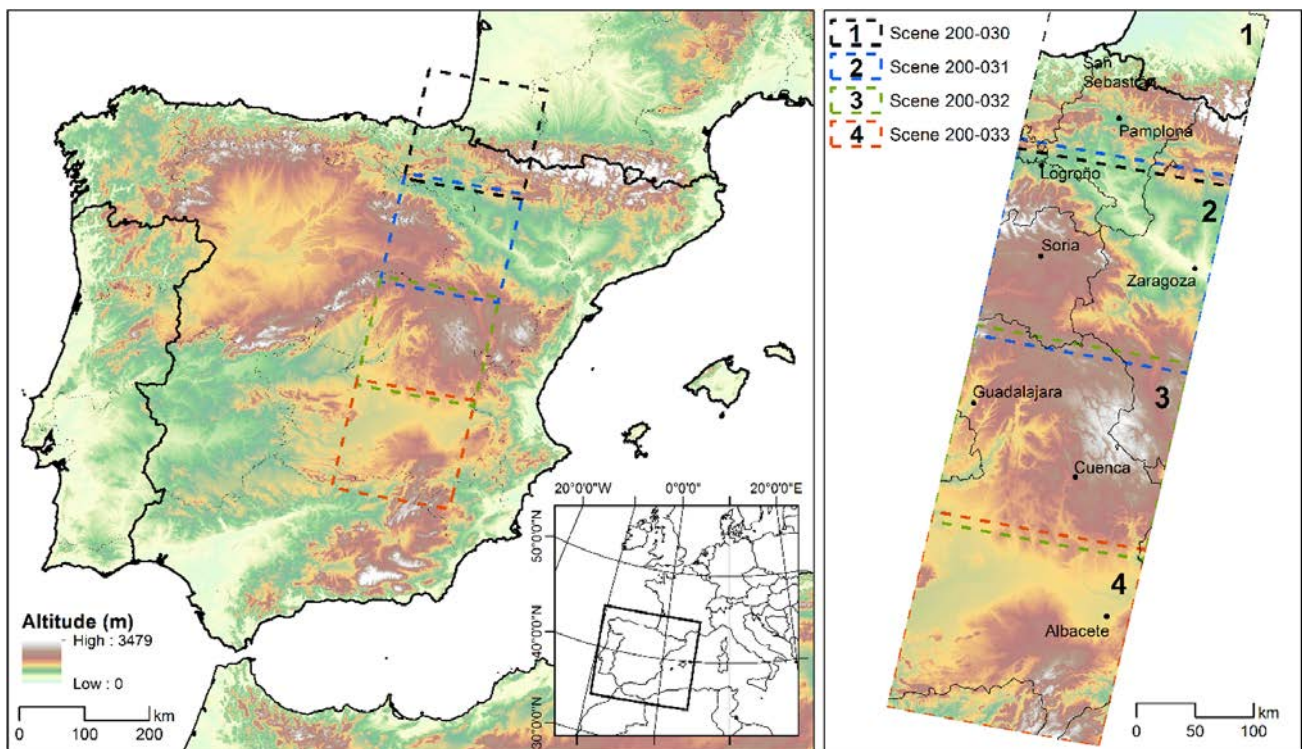 Altitude (m)
High : 3479
Low : 0
0 100 200 km
20°0'0"W 0°0'0" 20°0'0"E
50°0'0"N
40°0'0"N
30°0'0"N
1 Scene 200-030
2 Scene 200-031
3 Scene 200-032
4 Scene 200-033
1
San
Sebastián
Pamplona
Logroño
2
Soria
Zaragoza
Guadalajara
3
Cuenca
4
Albacete
0 50 100 km